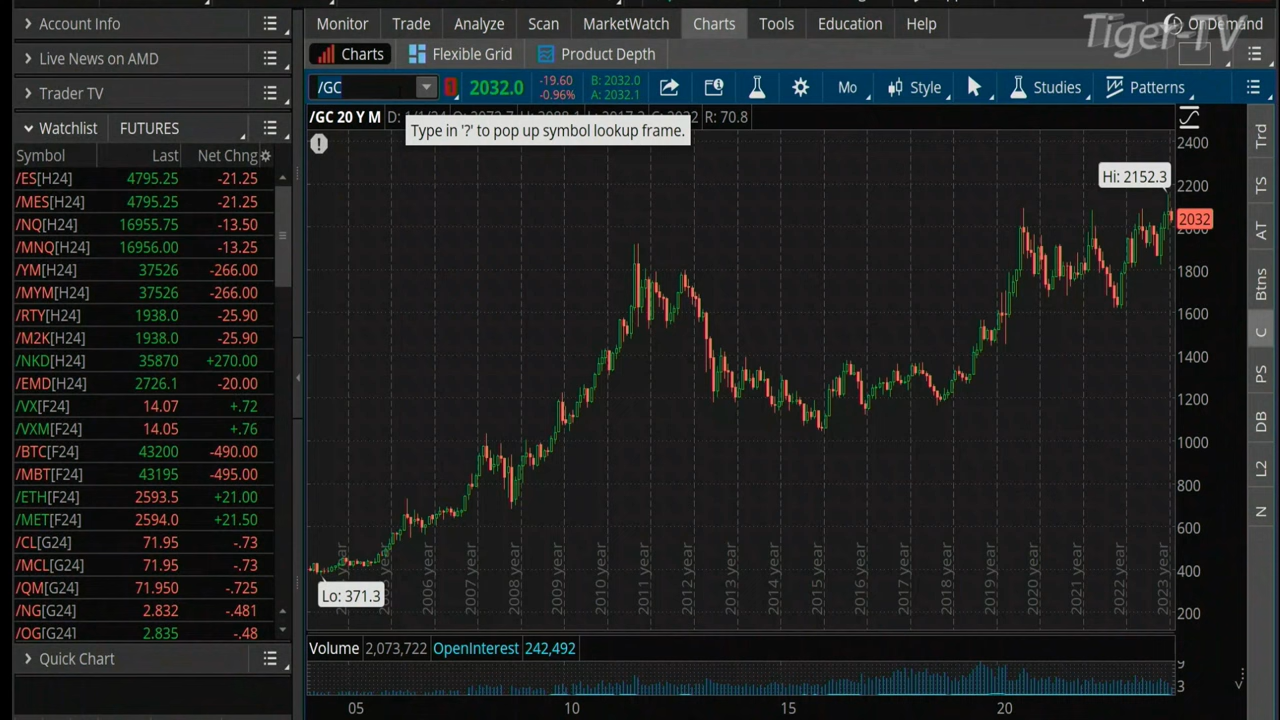 Account Info
Live News on AMD
Trader TV
Watchlist FUTURES
Symbol Last Net Chng
/ES[H24] 4795.25 -21.25
/MES[H24] 4795.25 -21.25
/NQ[H24] 16955.75 -13.50
/MNQ[H24] 16956.00 -13.25
/YM[H24] 37526 -266.00
/MYM[H24] 37526 -266.00
/RTY[H24] 1938.0 -25.90
/M2K[H24] 1938.0 -25.90
/NKD[H24] 35870 +270.00
/EMD[H24] 2726.1 -20.00
/VX[F24] 14.07 +.72
/VXM[F24] 14.05 +.76
/BTC[F24] 43200 -490.00
/MBT[F24] 43195 -495.00
/ETH[F24] 2593.5 +21.00
/MET[F24] 2594.0 +21.50
/CL[G24] 71.95 -.73
/MCL[G24] 71.95 -.73
/QM[G24] 71.950 -.725
/NG[G24] 2.832 -.481
/QG[G24] 2.835 -.48
Quick Chart
Monitor Trade Analyze Scan MarketWatch Charts Tools Education Help
Tiger-TV
Charts Flexible Grid Product Depth
/GC 1 2032.0 -19.60 B: 2032.0 Mo Style Studies Patterns
-0.96% A: 2032.1
/GC 20 Y M R: 70.8
Type in '?' to pop up symbol lookup frame.
Hi: 2152.3
2400
2200
2032
2000
1800
1600
1400
1200
1000
800
600
400
200
Lo: 371.3
2006 year 2007 year 2008 year 2009 year 2010 year 2011 year 2012 year 2013 year 2014 year 2015 year 2016 year 2017 year 2018 year 2019 year 2020 year 2021 year 2022 year 2023 year
Volume 2,073,722 OpenInterest 242,492
9
3
05 10 15 20
Trd
TS
AT
Btns
C
PS
DB
L2
N